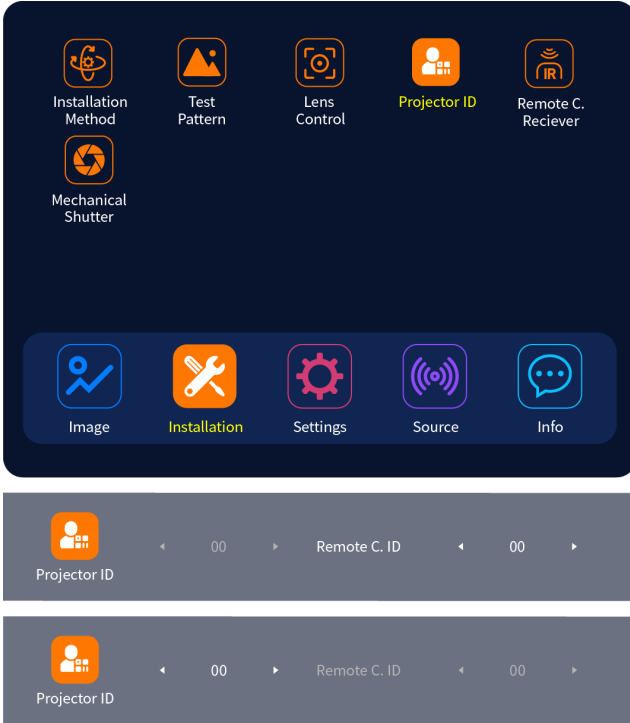 Installation Method
Test Pattern
Lens Control
Projector ID
Remote C. Reciever
IR
Mechanical Shutter
Image
Installation
Settings
Source
Info
Projector ID
00
Remote C. ID
00
Projector ID
00
Remote C. ID
00